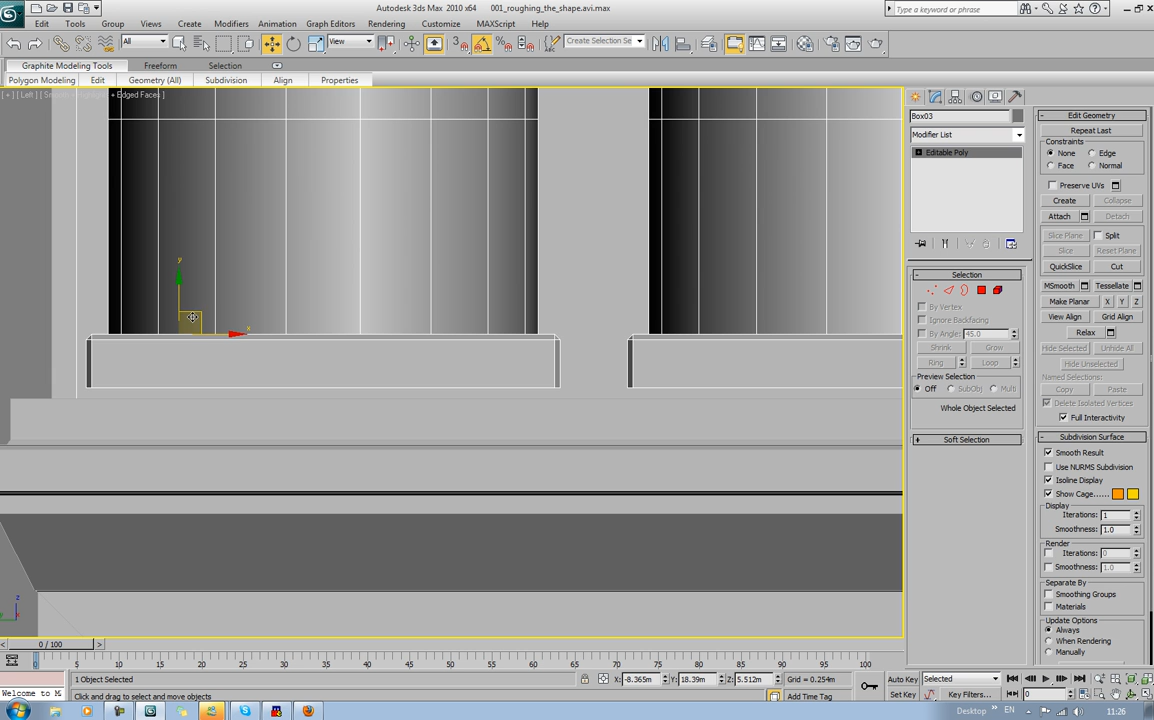 Autodesk 3ds Max 2010 x64    001_roughing_the_shape.avi.max
Type a keyword or phrase
Edit Tools Group Views Create Modifiers Animation Graph Editors Rendering Customize MAXScript Help
All View Create Selection Se
Graphite Modeling Tools Freeform Selection
Polygon Modeling Edit Geometry (All) Subdivision Align Properties
[ + ] [ Left ] + Edged Faces ]
Box03
Modifier List
Editable Poly
Selection
By Vertex
Ignore Backfacing
By Angle: 45.0
Shrink Grow
Ring Loop
Preview Selection
Off SubObj Multi
Whole Object Selected
Soft Selection
Edit Geometry
Repeat Last
Constraints
None Edge
Face Normal
Preserve UVs
Create Collapse
Attach Detach
Slice Plane Split
Slice Reset Plane
QuickSlice Cut
MSmooth Tessellate
Make Planar X Y Z
View Align Grid Align
Relax
Hide Selected Unhide All
Hide Unselected
Named Selections:
Copy Paste
Delete Isolated Vertices
Full Interactivity
Subdivision Surface
Smooth Result
Use NURMS Subdivision
Isoline Display
Show Cage......
Display
Iterations: 1
Smoothness: 1.0
Render
Iterations: 0
Smoothness: 1.0
Separate By
Smoothing Groups
Materials
Update Options
Always
When Rendering
Manually
y
x
z
y x
0 / 100
0 5 10 15 20 25 30 35 40 45 50 55 60 65 70 75 80 85 90 95 100
1 Object Selected X: -8.365m Y: 18.39m Z: 5.512m Grid = 0.254m Auto Key Selected
Welcome to M Click and drag to select and move objects Add Time Tag Set Key Key Filters... 0
Desktop » EN 11:26